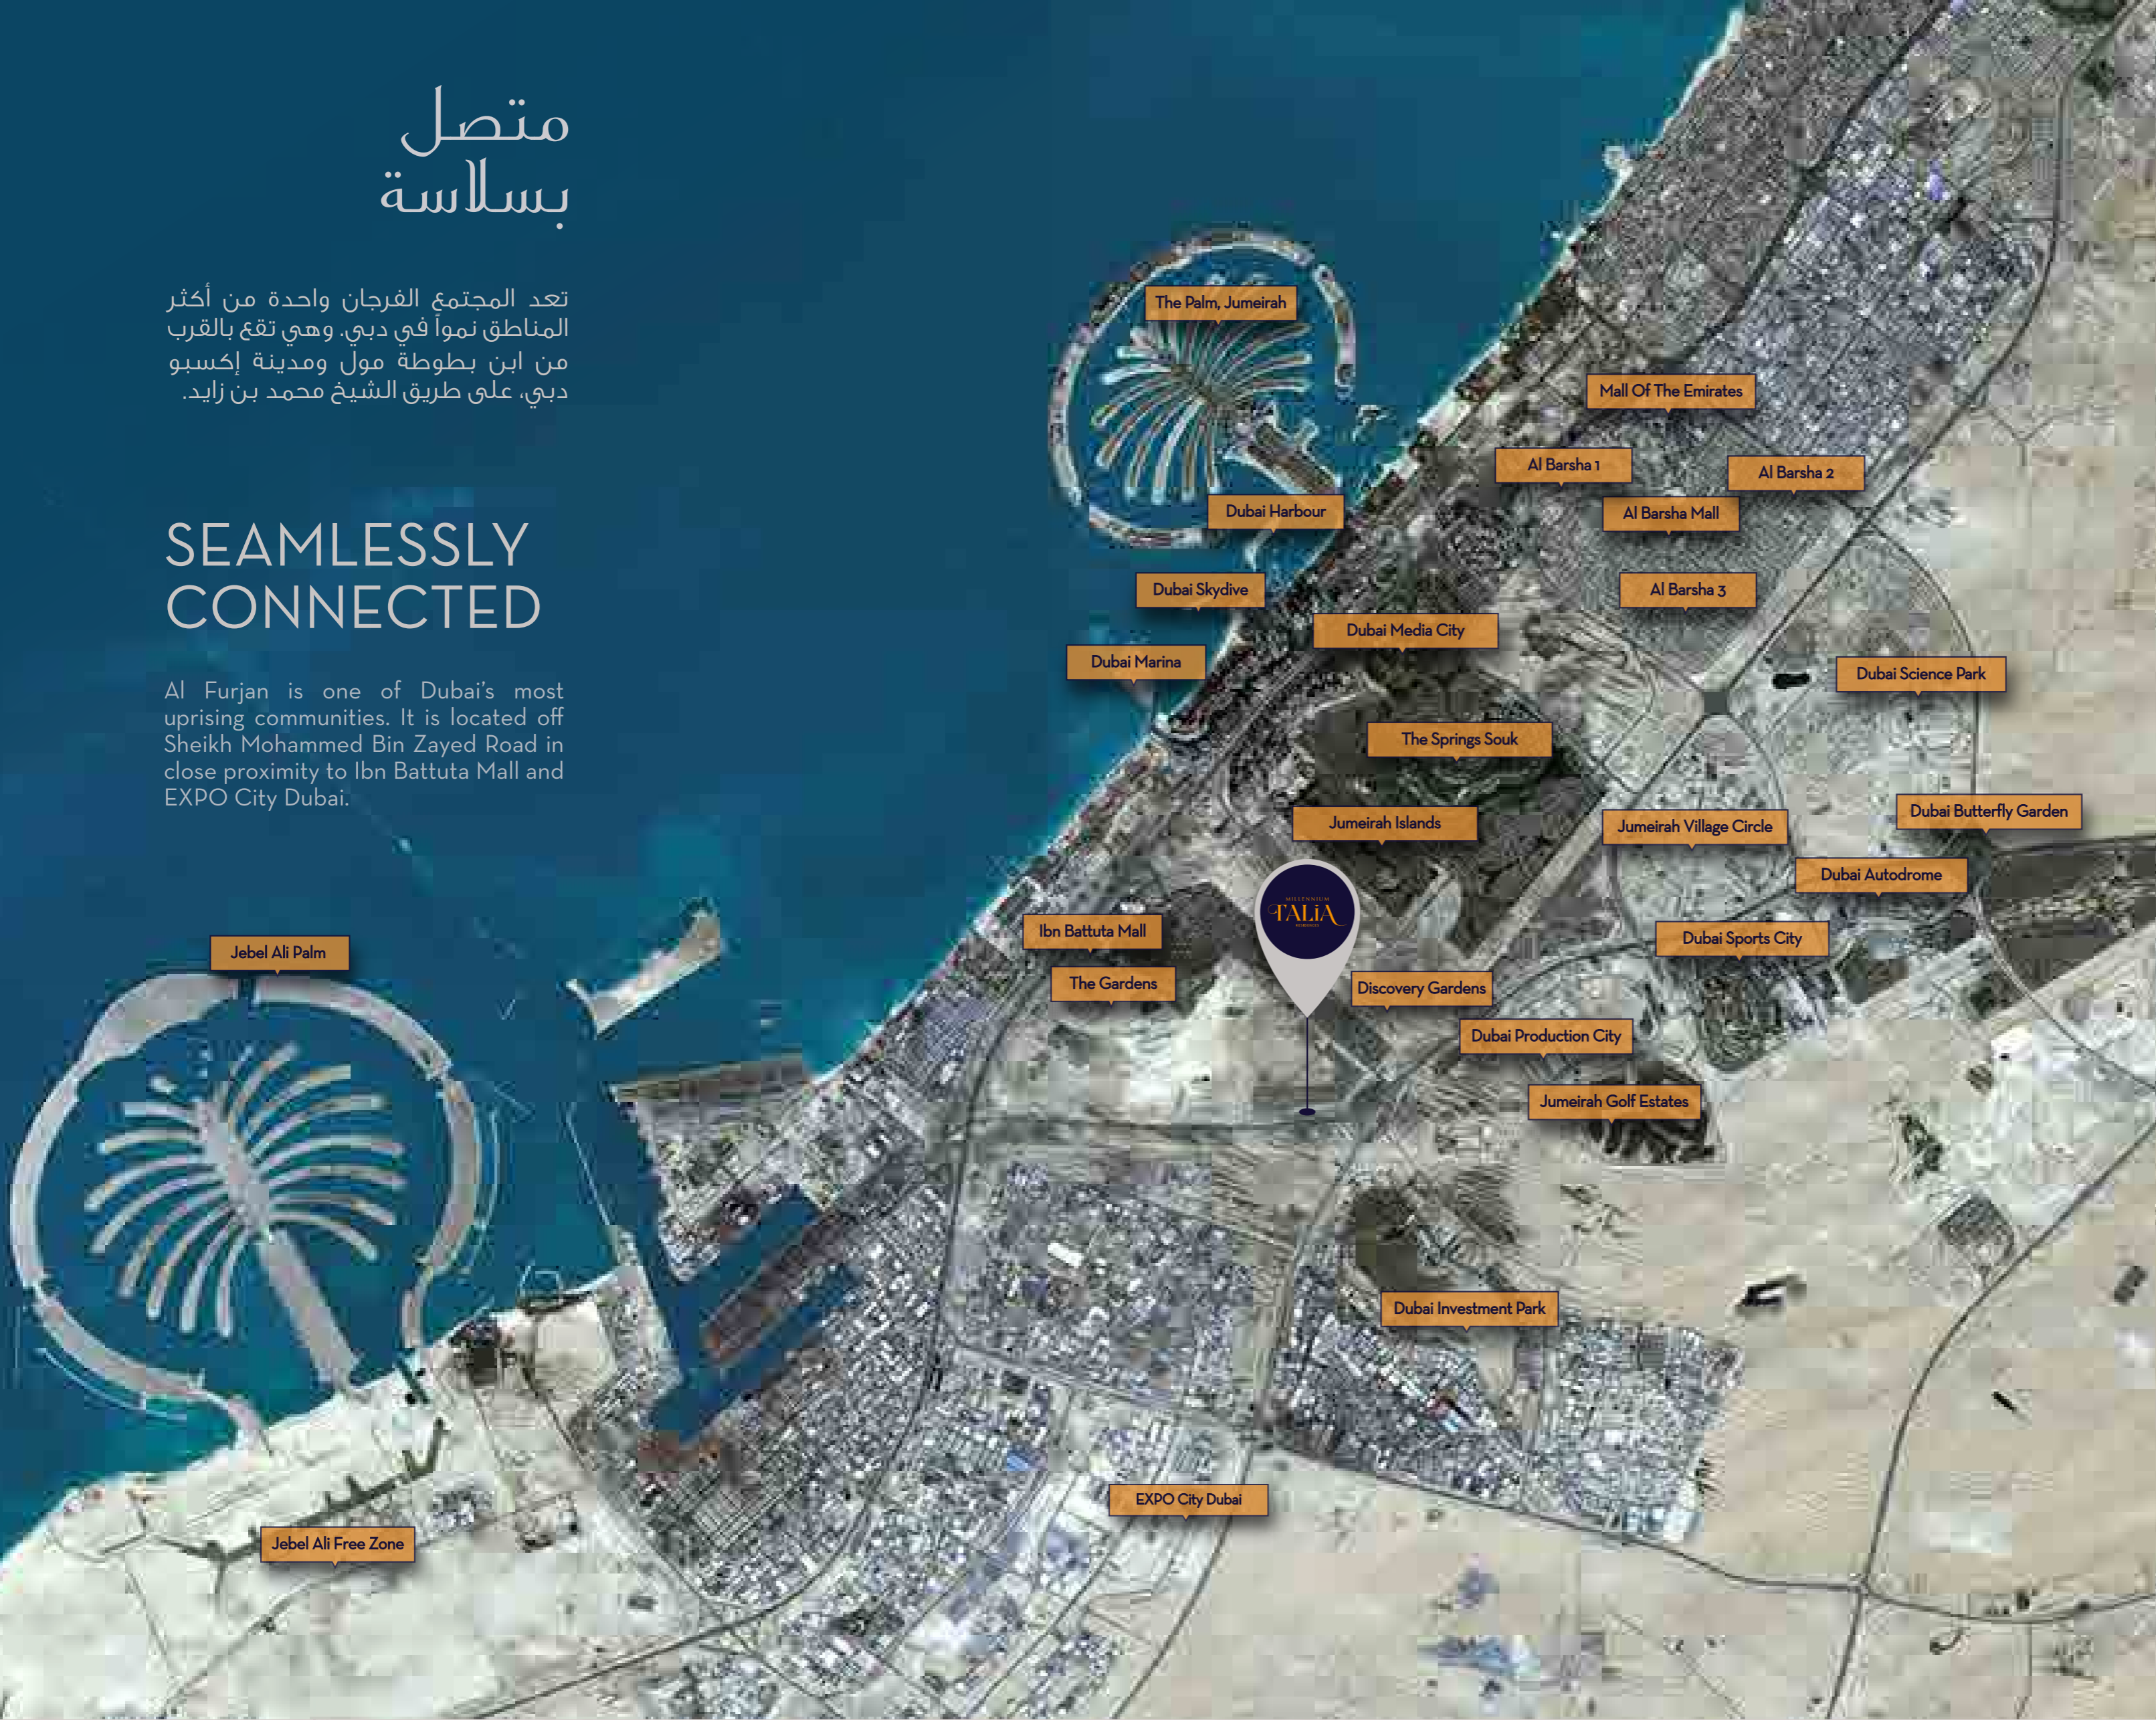 متصل
بسلاسة
تعد المجتمع الفرجان واحدة من أكثر
المناطق نمواً في دبي. وهي تقع بالقرب
من ابن بطوطة مول ومدينة إكسبو
دبي، على طريق الشيخ محمد بن زايد.
SEAMLESSLY
CONNECTED
Al Furjan is one of Dubai's most
uprising communities. It is located off
Sheikh Mohammed Bin Zayed Road in
close proximity to Ibn Battuta Mall and
EXPO City Dubai.
The Palm, Jumeirah
Mall Of The Emirates
Al Barsha 1
Al Barsha 2
Dubai Harbour
Al Barsha Mall
Dubai Skydive
Al Barsha 3
Dubai Media City
Dubai Marina
Dubai Science Park
The Springs Souk
Dubai Butterfly Garden
Jumeirah Islands
Jumeirah Village Circle
Dubai Autodrome
MILLENNIUM
TALiA
Ibn Battuta Mall
Dubai Sports City
Jebel Ali Palm
The Gardens
Discovery Gardens
Dubai Production City
Jumeirah Golf Estates
Dubai Investment Park
EXPO City Dubai
Jebel Ali Free Zone